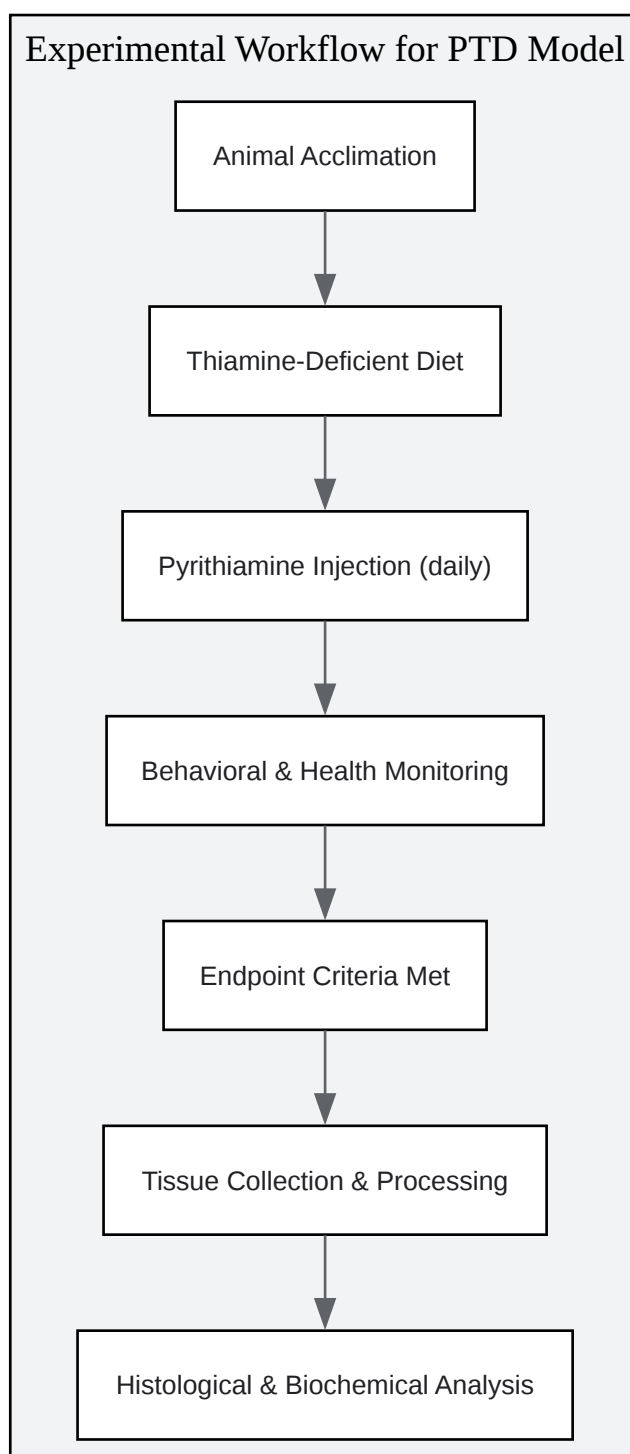 Experimental Workflow for PTD Model
Animal Acclimation
Thiamine-Deficient Diet
Pyrithiamine Injection (daily)
Behavioral & Health Monitoring
Endpoint Criteria Met
Tissue Collection & Processing
Histological & Biochemical Analysis